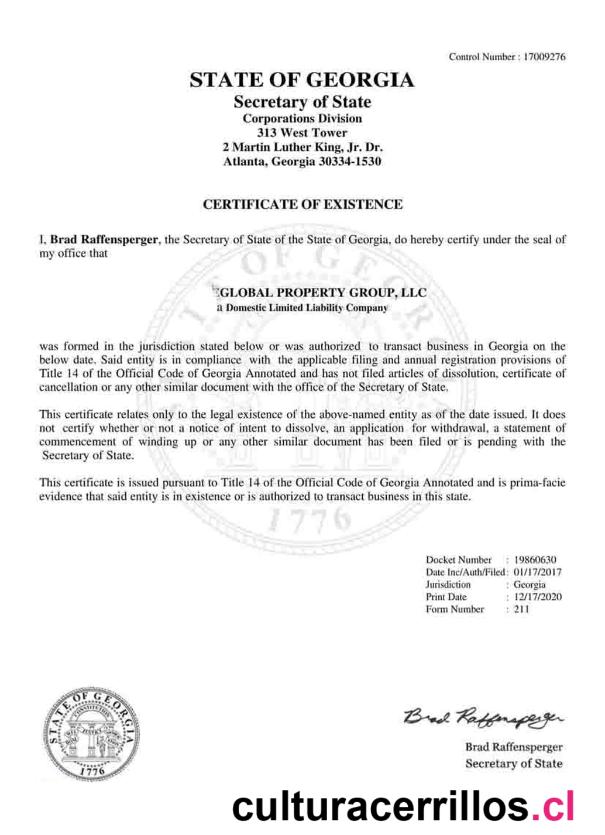 Control Number : 17009276
STATE OF GEORGIA
Secretary of State
Corporations Division
313 West Tower
2 Martin Luther King, Jr. Dr.
Atlanta, Georgia 30334-1530
CERTIFICATE OF EXISTENCE
I, Brad Raffensperger, the Secretary of State of the State of Georgia, do hereby certify under the seal of
my office that
GLOBAL PROPERTY GROUP, LLC
a Domestic Limited Liability Company
was formed in the jurisdiction stated below or was authorized to transact business in Georgia on the
below date. Said entity is in compliance with the applicable filing and annual registration provisions of
Title 14 of the Official Code of Georgia Annotated and has not filed articles of dissolution, certificate of
cancellation or any other similar document with the office of the Secretary of State.
This certificate relates only to the legal existence of the above-named entity as of the date issued. It does
not certify whether or not a notice of intent to dissolve, an application for withdrawal, a statement of
commencement of winding up or any other similar document has been filed or is pending with the
Secretary of State.
This certificate is issued pursuant to Title 14 of the Official Code of Georgia Annotated and is prima-facie
evidence that said entity is in existence or is authorized to transact business in this state.
STATE OF GEORGIA
1776
Docket Number : 19860630
Date Inc/Auth/Filed : 01/17/2017
Jurisdiction : Georgia
Print Date : 12/17/2020
Form Number : 211
STATE OF GEORGIA
CONSTITUTION
1776
Brad Raffensperger
Brad Raffensperger
Secretary of State
culturacerrillos.cl